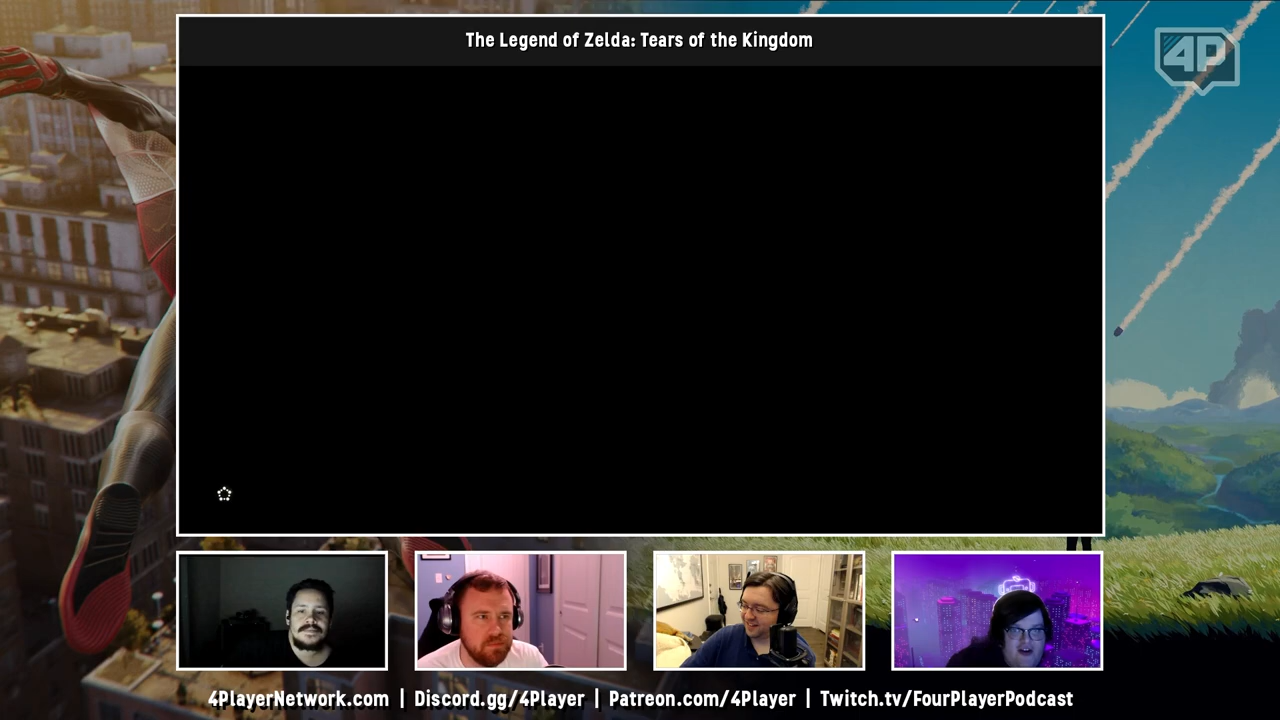 The Legend of Zelda: Tears of the Kingdom
4P
4PlayerNetwork.com | Discord.gg/4Player | Patreon.com/4Player | Twitch.tv/FourPlayerPodcast